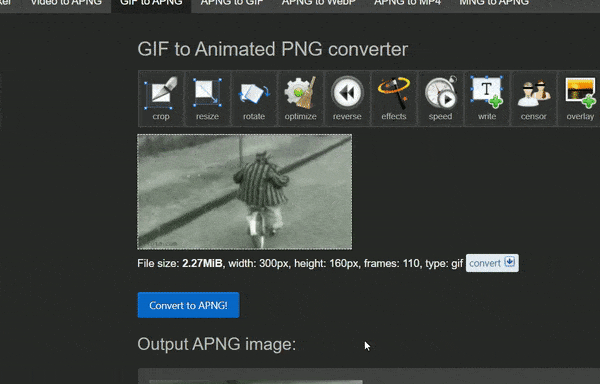 Video to APNG GIF to APNG APNG to GIF APNG to WebP APNG to MP4 MNG to APNG
GIF to Animated PNG converter
crop resize rotate optimize reverse effects speed write censor overlay
File size: 2.27MiB, width: 300px, height: 160px, frames: 110, type: gif convert
Convert to APNG!
Output APNG image: